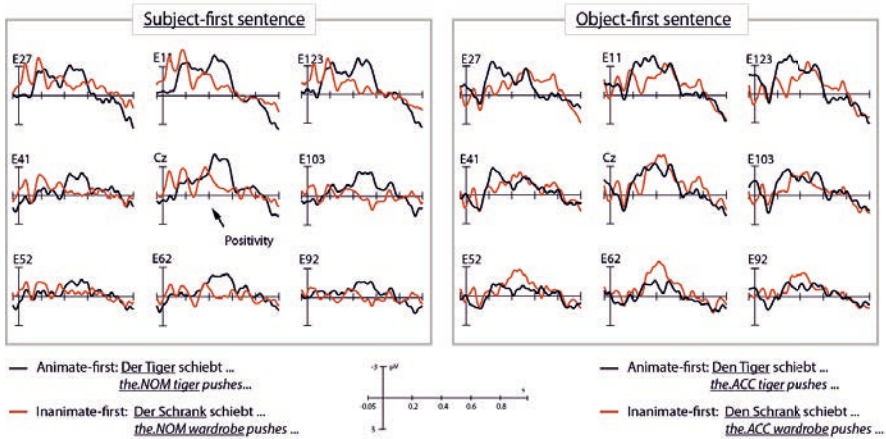 Subject-first sentence
Object-first sentence
E27
E11
E123
E27
E11
E123
E41
Cz
E103
E41
Cz
E103
Positivity
E52
E62
E92
E52
E62
E92
Animate-first: Der Tiger schiebt ...
the.NOM tiger pushes...
Inanimate-first: Der Schrank schiebt ...
the.NOM wardrobe pushes ...
-3
µV
s
-0.05 0.2 0.4 0.6 0.8
3
Animate-first: Den Tiger schiebt ...
the.ACC tiger pushes ...
Inanimate-first: Den Schrank schiebt ...
the.ACC wardrobe pushes ...